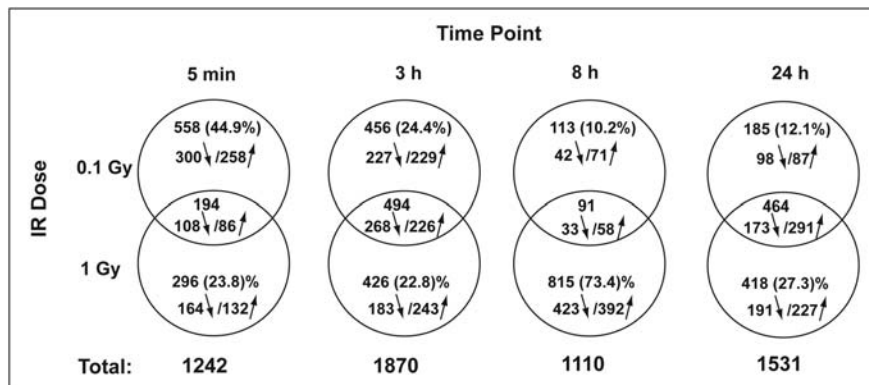 Time Point
5 min 3 h 8 h 24 h
IR Dose
0.1 Gy
558 (44.9%) 456 (24.4%) 113 (10.2%) 185 (12.1%)
300 ↓/258↑ 227 ↓/229↑ 42 ↓/71↑ 98 ↓/87↑
194 494 91 464
108 ↓/86↑ 268 ↓/226↑ 33 ↓/58↑ 173 ↓/291↑
1 Gy
296 (23.8)% 426 (22.8)% 815 (73.4)% 418 (27.3)%
164 ↓/132↑ 183 ↓/243↑ 423 ↓/392↑ 191 ↓/227↑
Total: 1242 1870 1110 1531